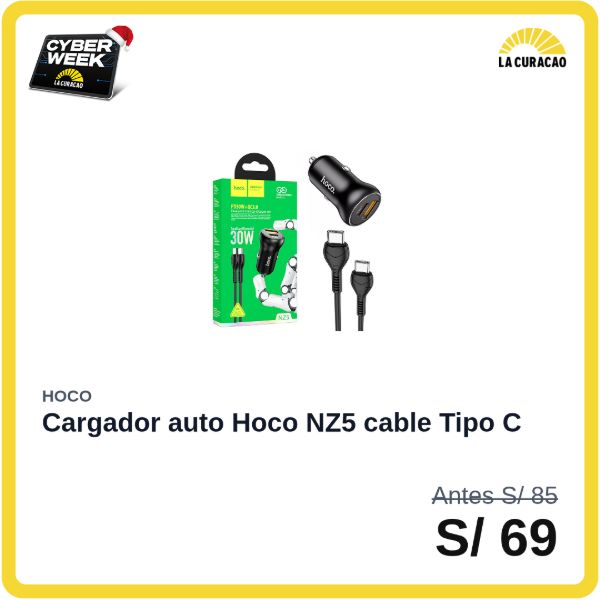 CYBER
WEEK
LA CURACAO
LA CURACAO
hoco.
hoco.
30W
NZ5
HOCO
Cargador auto Hoco NZ5 cable Tipo C
Antes S/ 85
S/ 69